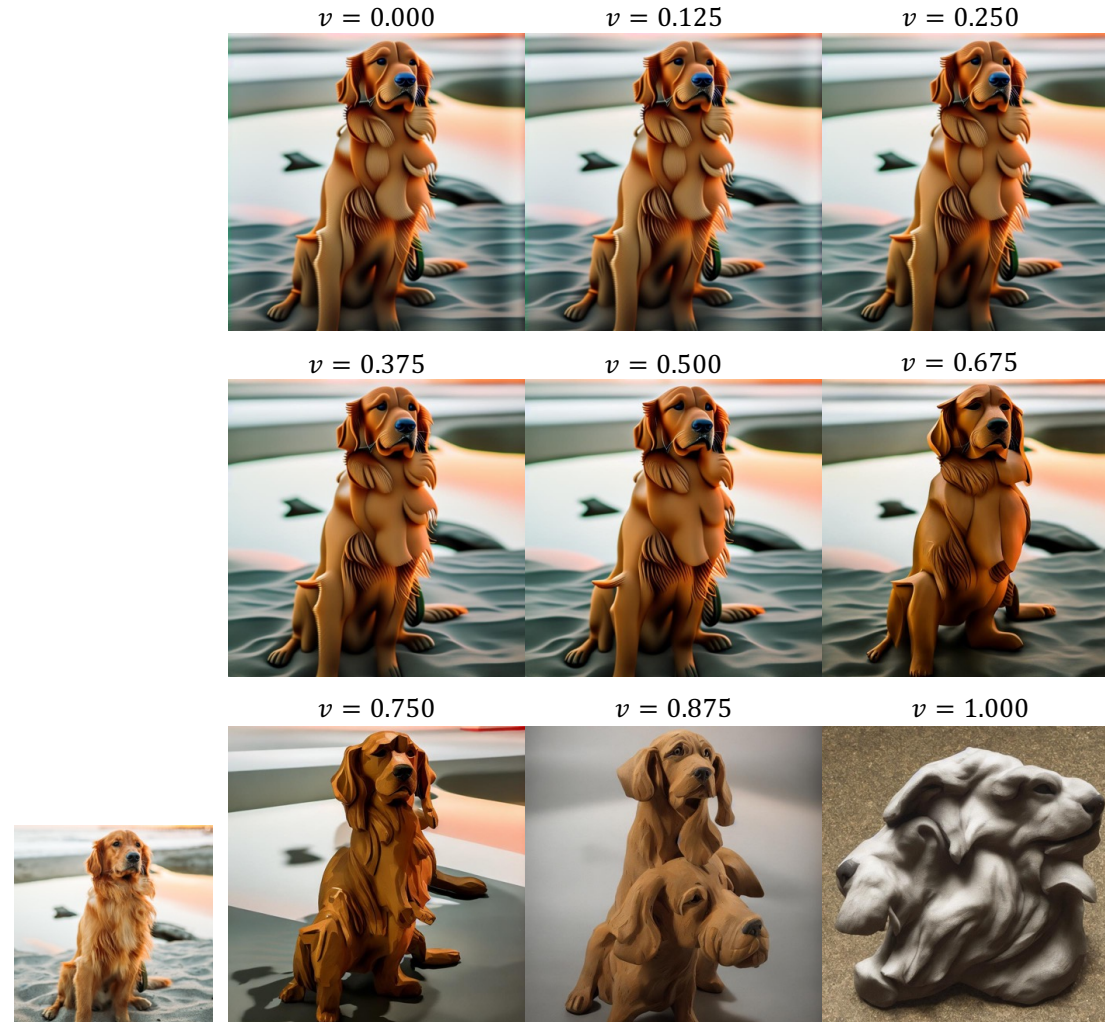 v = 0.000
v = 0.125
v = 0.250
v = 0.375
v = 0.500
v = 0.675
v = 0.750
v = 0.875
v = 1.000